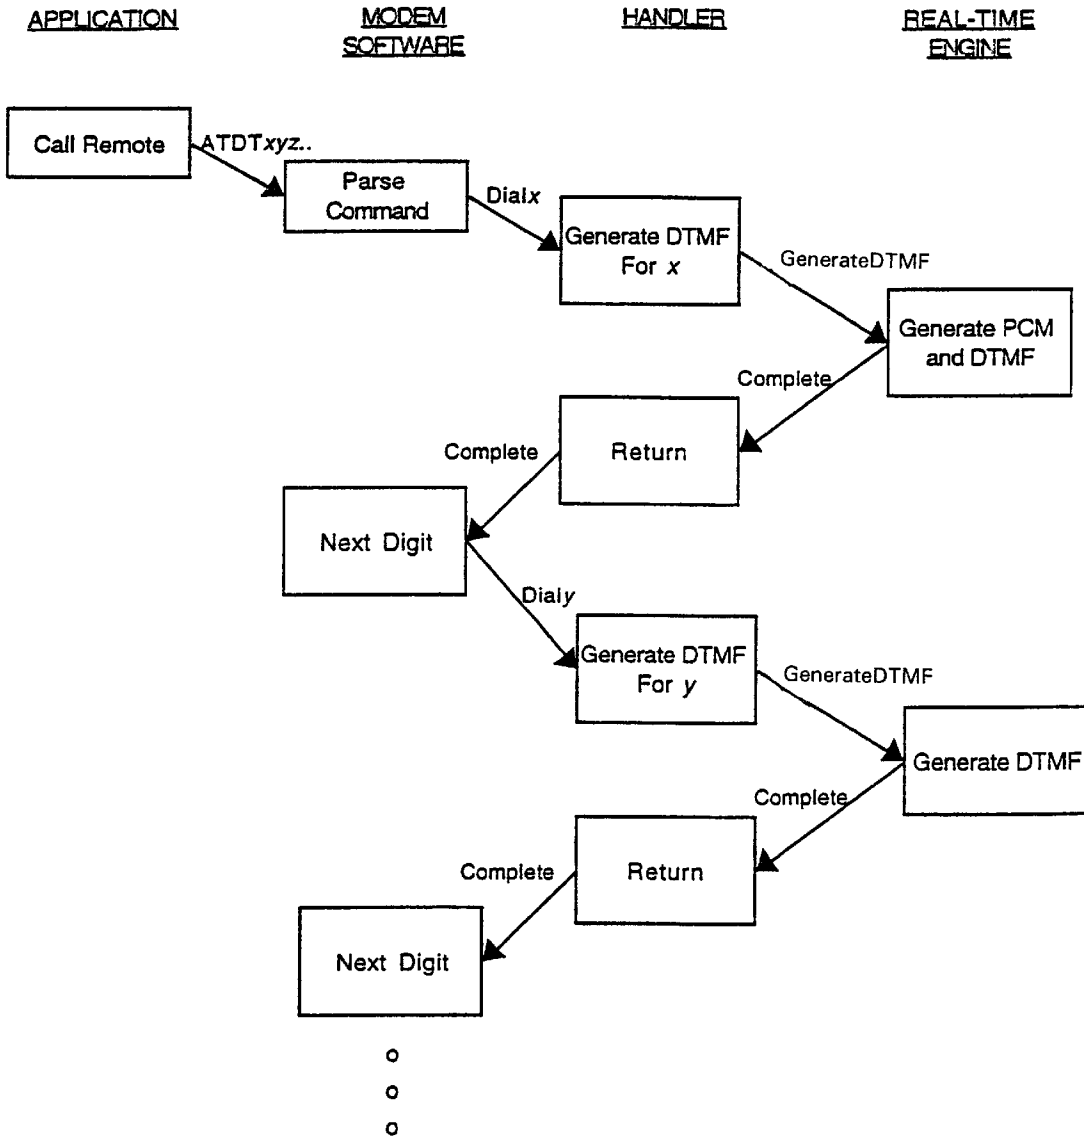 APPLICATION
MODEM
SOFTWARE
HANDLER
REAL-TIME
ENGINE
Call Remote
ATDTxyz..
Parse
Command
Dialx
Generate DTMF
For x
GenerateDTMF
Generate PCM
and DTMF
Complete
Return
Complete
Next Digit
Dialy
Generate DTMF
For y
GenerateDTMF
Generate DTMF
Complete
Return
Complete
Next Digit